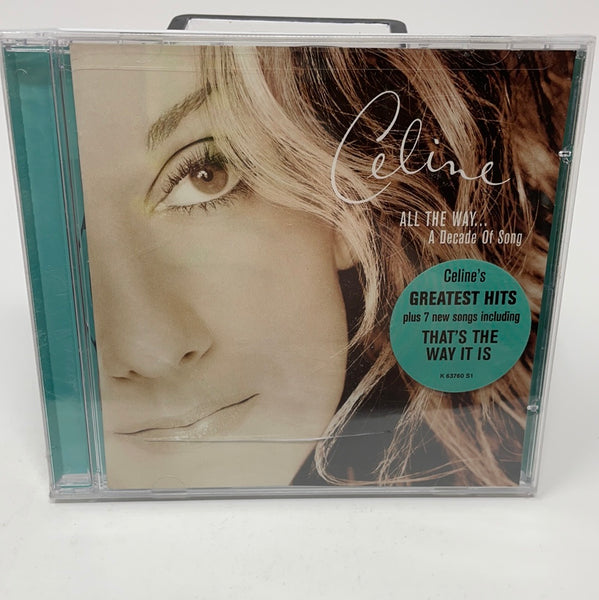 Celine
ALL THE WAY...
A Decade Of Song
Celine's
GREATEST HITS
plus 7 new songs including
THAT'S THE
WAY IT IS
K 63760 S1